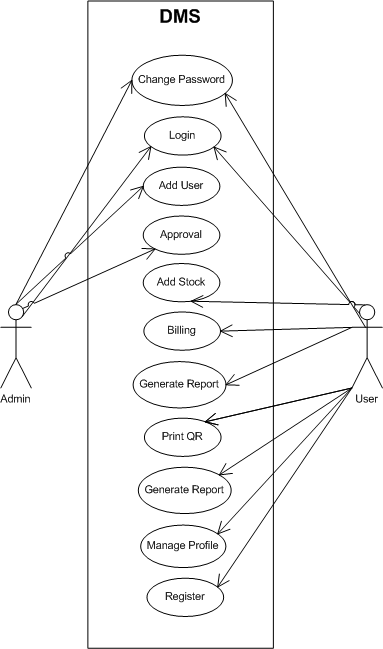 DMS
Change Password
Login
Add User
Approval
Add Stock
Billing
Generate Report
Admin
User
Print QR
Generate Report
Manage Profile
Register